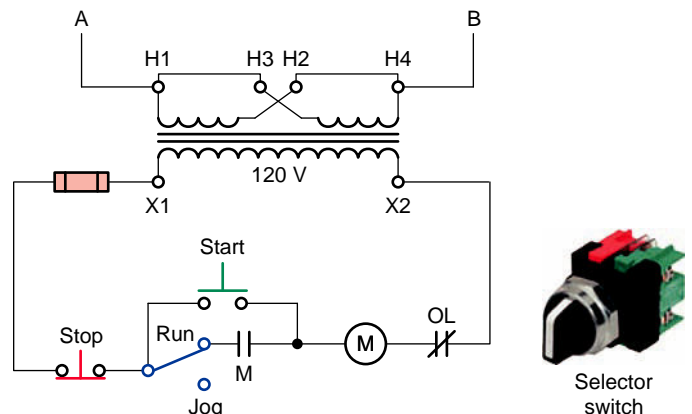 A B
H1 H3 H2 H4
120 V
X1 X2
Start
Stop Run M M OL
Jog
Selector
switch